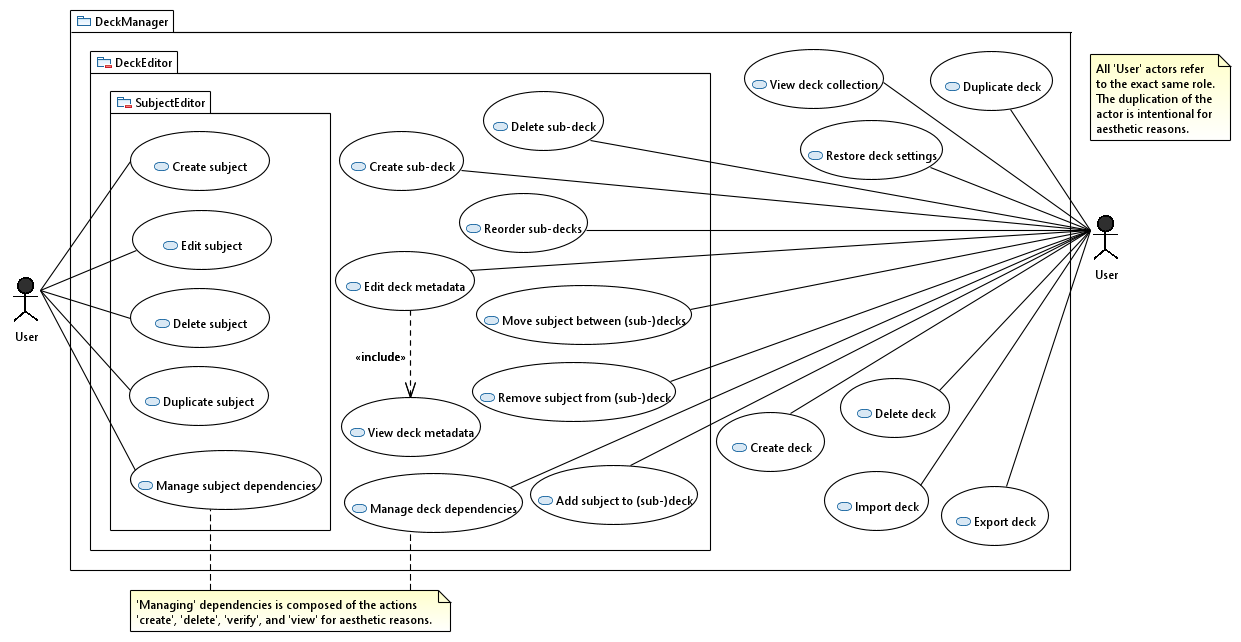 DeckManager
DeckEditor
SubjectEditor
View deck collection
Duplicate deck
All 'User' actors refer
to the exact same role.
The duplication of the
actor is intentional for
aesthetic reasons.
Delete sub-deck
Create subject
Create sub-deck
Restore deck settings
Reorder sub-decks
Edit subject
User
Edit deck metadata
Delete subject
Move subject between (sub-)decks
User
«include»
Duplicate subject
Remove subject from (sub-)deck
Delete deck
View deck metadata
Create deck
Manage subject dependencies
Manage deck dependencies
Add subject to (sub-)deck
Import deck
Export deck
'Managing' dependencies is composed of the actions
'create', 'delete', 'verify', and 'view' for aesthetic reasons.